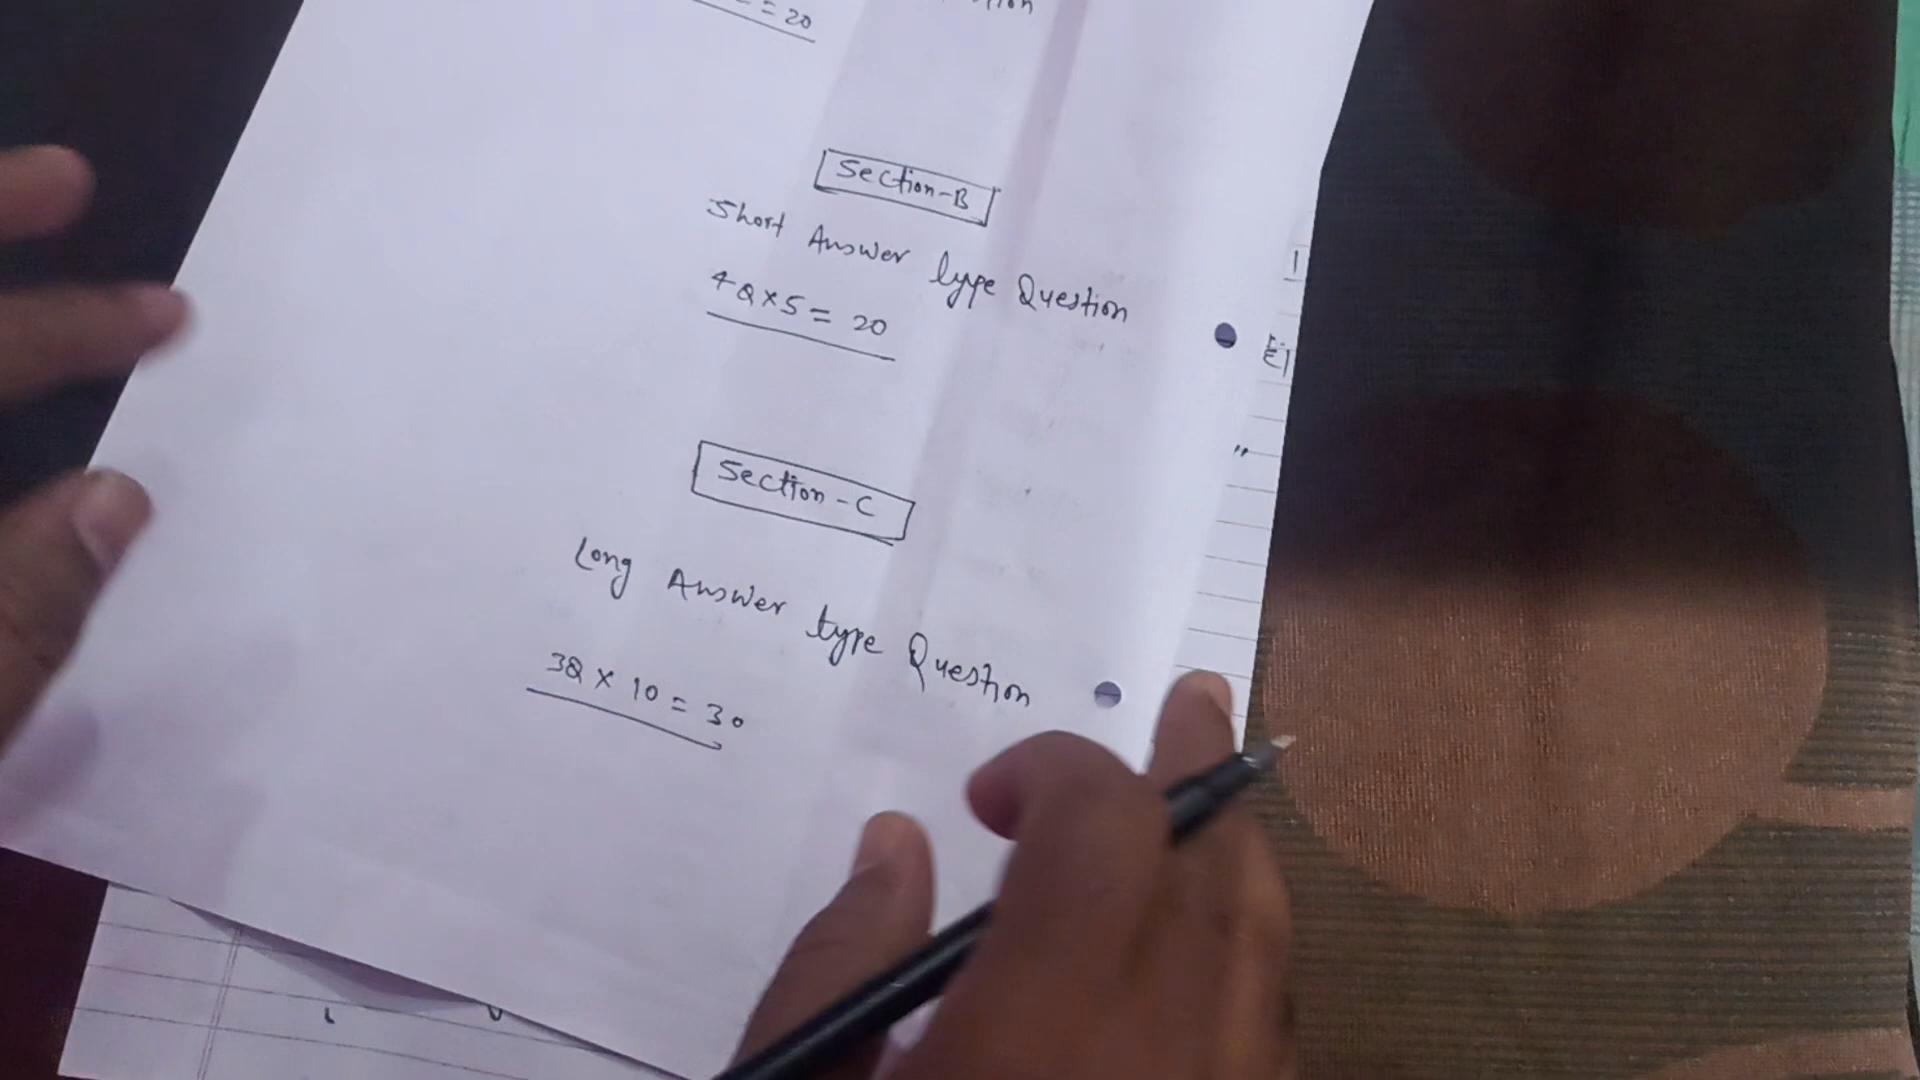 = 20
Section-B
Short Answer type Question
4Q×5 = 20
Section-C
Long Answer type Question
3Q × 10 = 30